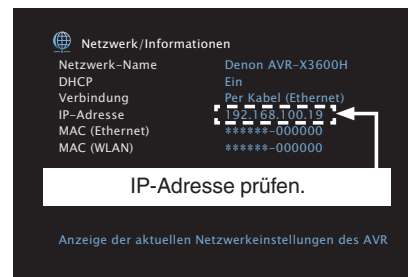 Netzwerk/Informationen
Netzwerk-Name Denon AVR-X3600H
DHCP Ein
Verbindung Per Kabel (Ethernet)
IP-Adresse 192.168.100.19
MAC (Ethernet) ******-000000
MAC (WLAN) ******-000000
IP-Adresse prüfen.
Anzeige der aktuellen Netzwerkeinstellungen des AVR